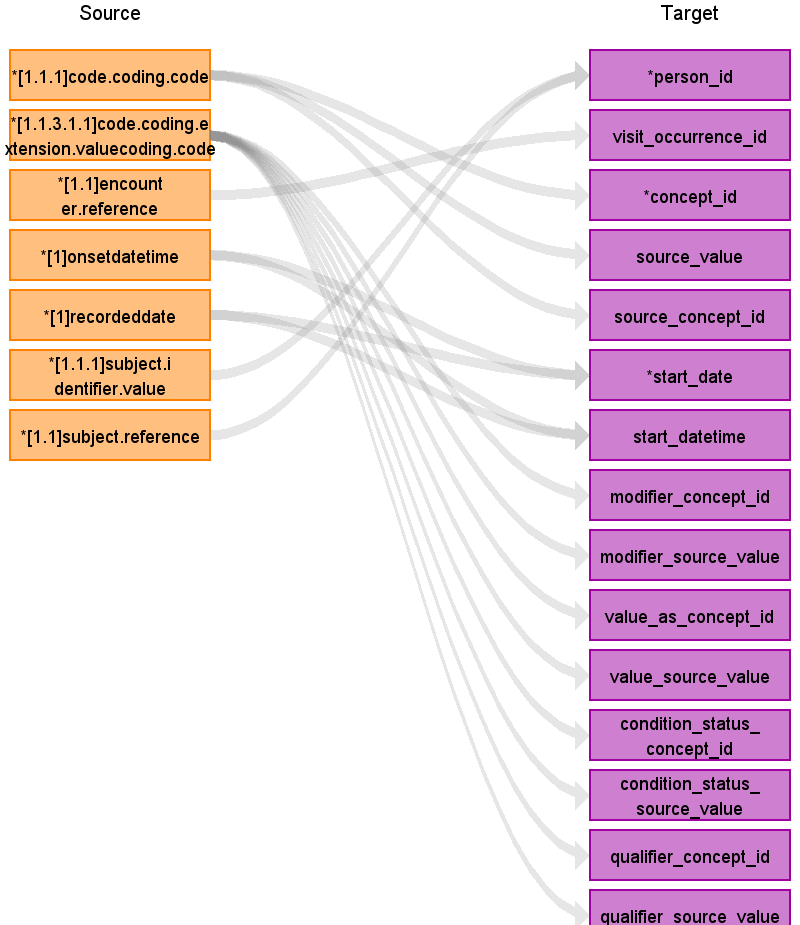 Source
Target
*[1.1.1]code.coding.code
*[1.1.3.1.1]code.coding.e
xtension.valuecoding.code
*[1.1]encount
er.reference
*[1]onsetdatetime
*[1]recordeddate
*[1.1.1]subject.i
dentifier.value
*[1.1]subject.reference
*person_id
visit_occurrence_id
*concept_id
source_value
source_concept_id
*start_date
start_datetime
modifier_concept_id
modifier_source_value
value_as_concept_id
value_source_value
condition_status_
concept_id
condition_status_
source_value
qualifier_concept_id
qualifier_source_value